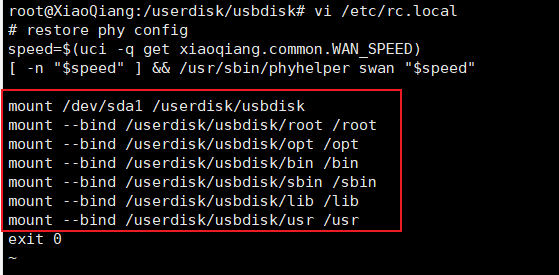 root@XiaoQiang:/userdisk/usbdisk# vi /etc/rc.local
# restore phy config
speed=$(uci -q get xiaoqiang.common.WAN_SPEED)
[ -n "$speed" ] && /usr/sbin/phyhelper swan "$speed"
mount /dev/sda1 /userdisk/usbdisk
mount --bind /userdisk/usbdisk/root /root
mount --bind /userdisk/usbdisk/opt /opt
mount --bind /userdisk/usbdisk/bin /bin
mount --bind /userdisk/usbdisk/sbin /sbin
mount --bind /userdisk/usbdisk/lib /lib
mount --bind /userdisk/usbdisk/usr /usr
exit 0
~